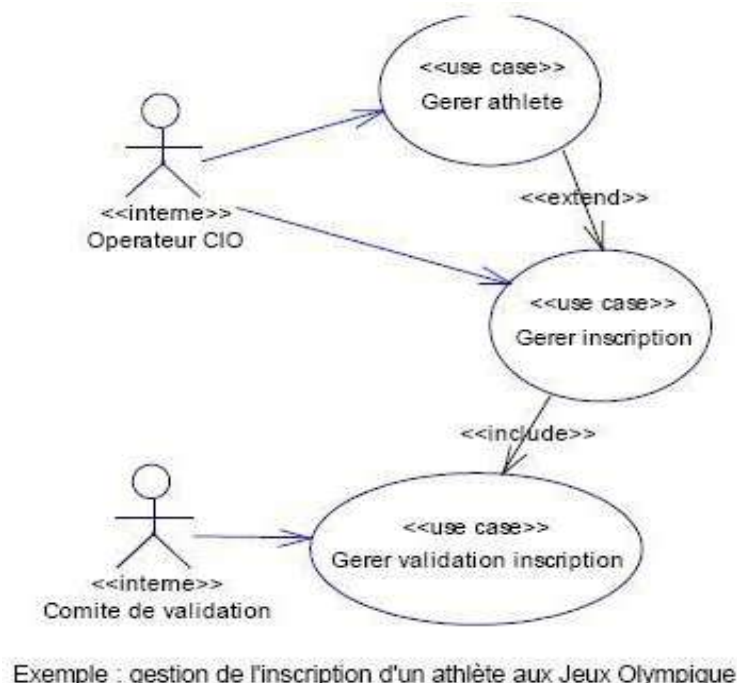 <<use case>>
Gerer athlete
<<interne>>
Operateur CIO
<<extend>>
<<use case>>
Gerer inscription
<<include>>
<<use case>>
Gerer validation inscription
<<interne>>
Comite de validation
Exemple : gestion de l'inscription d'un athlète aux Jeux Olympique